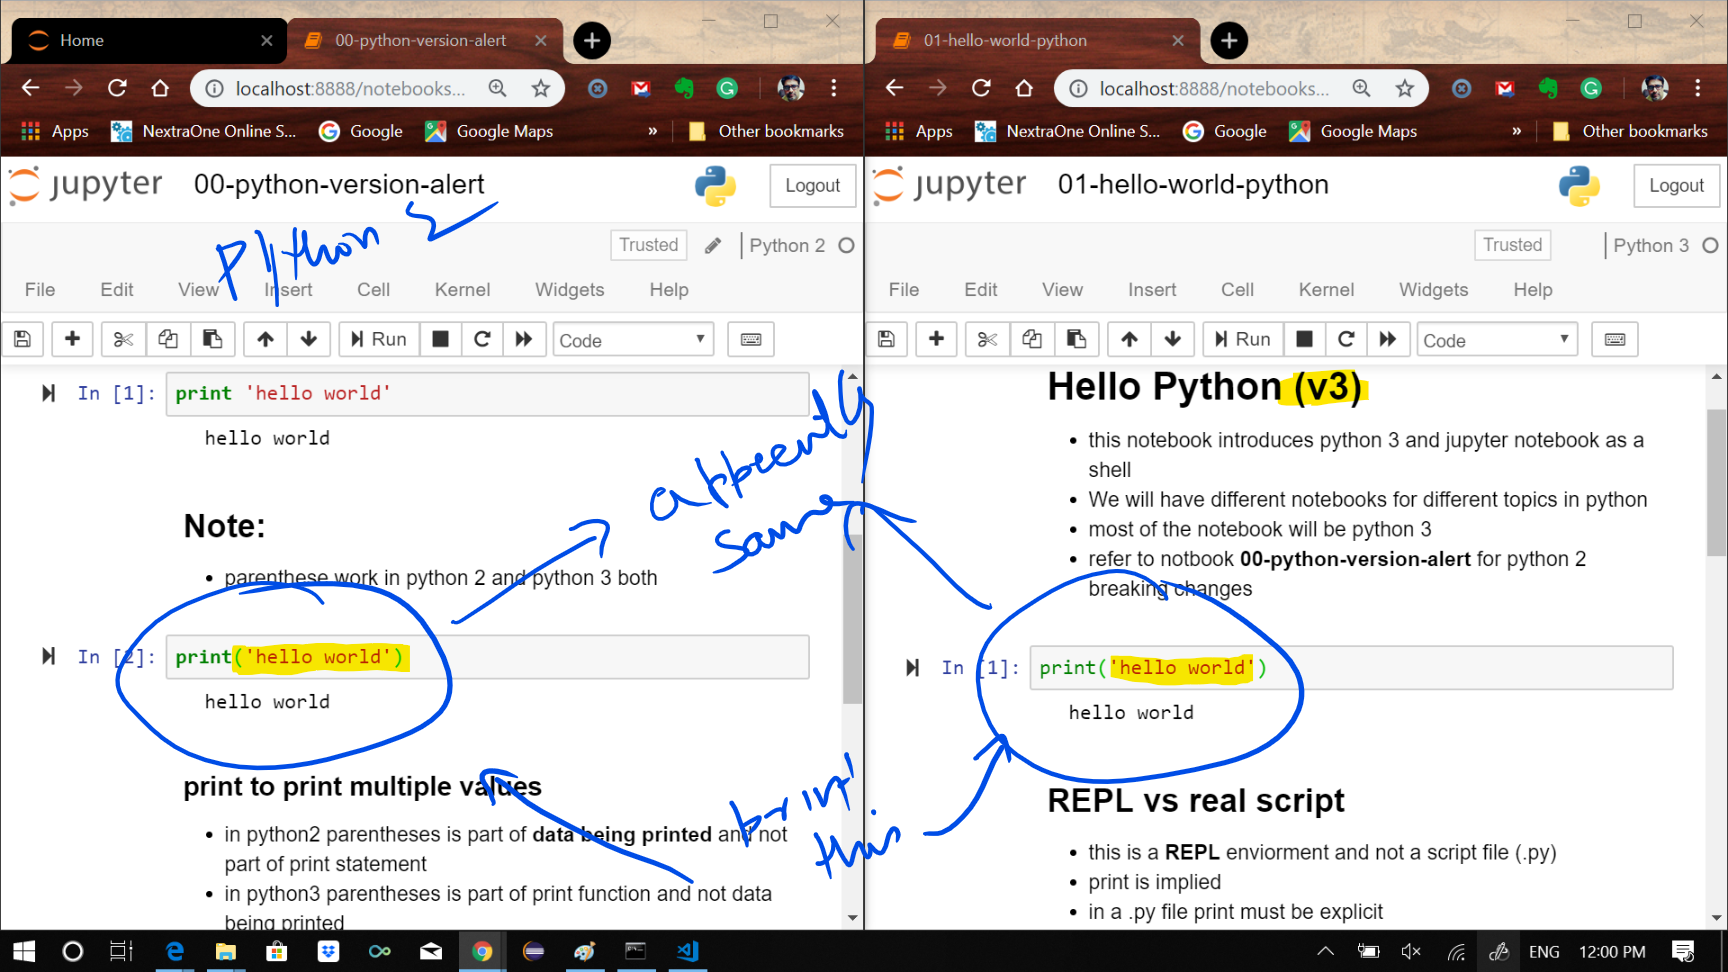 Home
00-python-version-alert
localhost:8888/notebooks...
Apps
NextraOne Online S...
Google
Google Maps
»
Other bookmarks
jupyter
00-python-version-alert
Logout
Python 2
Trusted
Python 2
File
Edit
View
Insert
Cell
Kernel
Widgets
Help
Run
Code
In [1]:
print 'hello world'
hello world
Note:
• parenthese work in python 2 and python 3 both
In [2]:
print('hello world')
hello world
print to print multiple values
• in python2 parentheses is part of data being printed and not
part of print statement
• in python3 parentheses is part of print function and not data
being printed
same
print
this
01-hello-world-python
localhost:8888/notebooks...
Apps
NextraOne Online S...
Google
Google Maps
»
Other bookmarks
jupyter
01-hello-world-python
Logout
Trusted
Python 3
File
Edit
View
Insert
Cell
Kernel
Widgets
Help
Run
Code
Hello Python (v3)
• this notebook introduces python 3 and jupyter notebook as a
shell
• We will have different notebooks for different topics in python
• most of the notebook will be python 3
• refer to notbook 00-python-version-alert for python 2
breaking changes
In [1]:
print('hello world')
hello world
REPL vs real script
• this is a REPL enviorment and not a script file (.py)
• print is implied
• in a .py file print must be explicit
ENG
12:00 PM